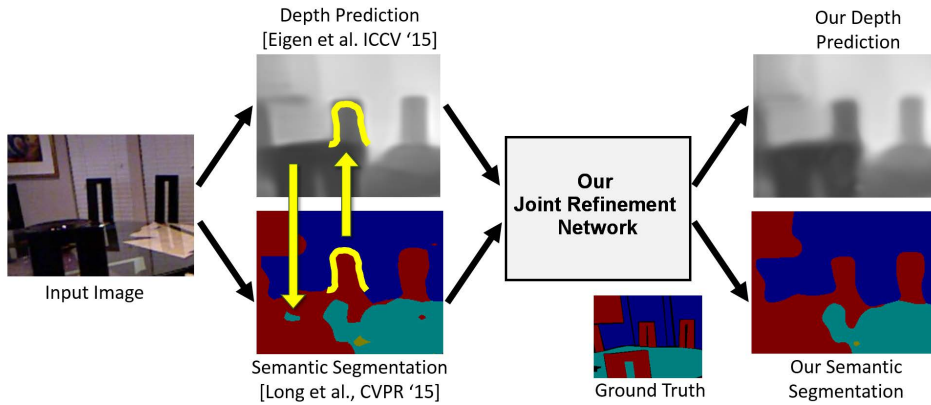 Depth Prediction
[Eigen et al. ICCV ‘15]
Our Depth
Prediction
Input Image
Our
Joint Refinement
Network
Semantic Segmentation
[Long et al., CVPR ‘15]
Ground Truth
Our Semantic
Segmentation